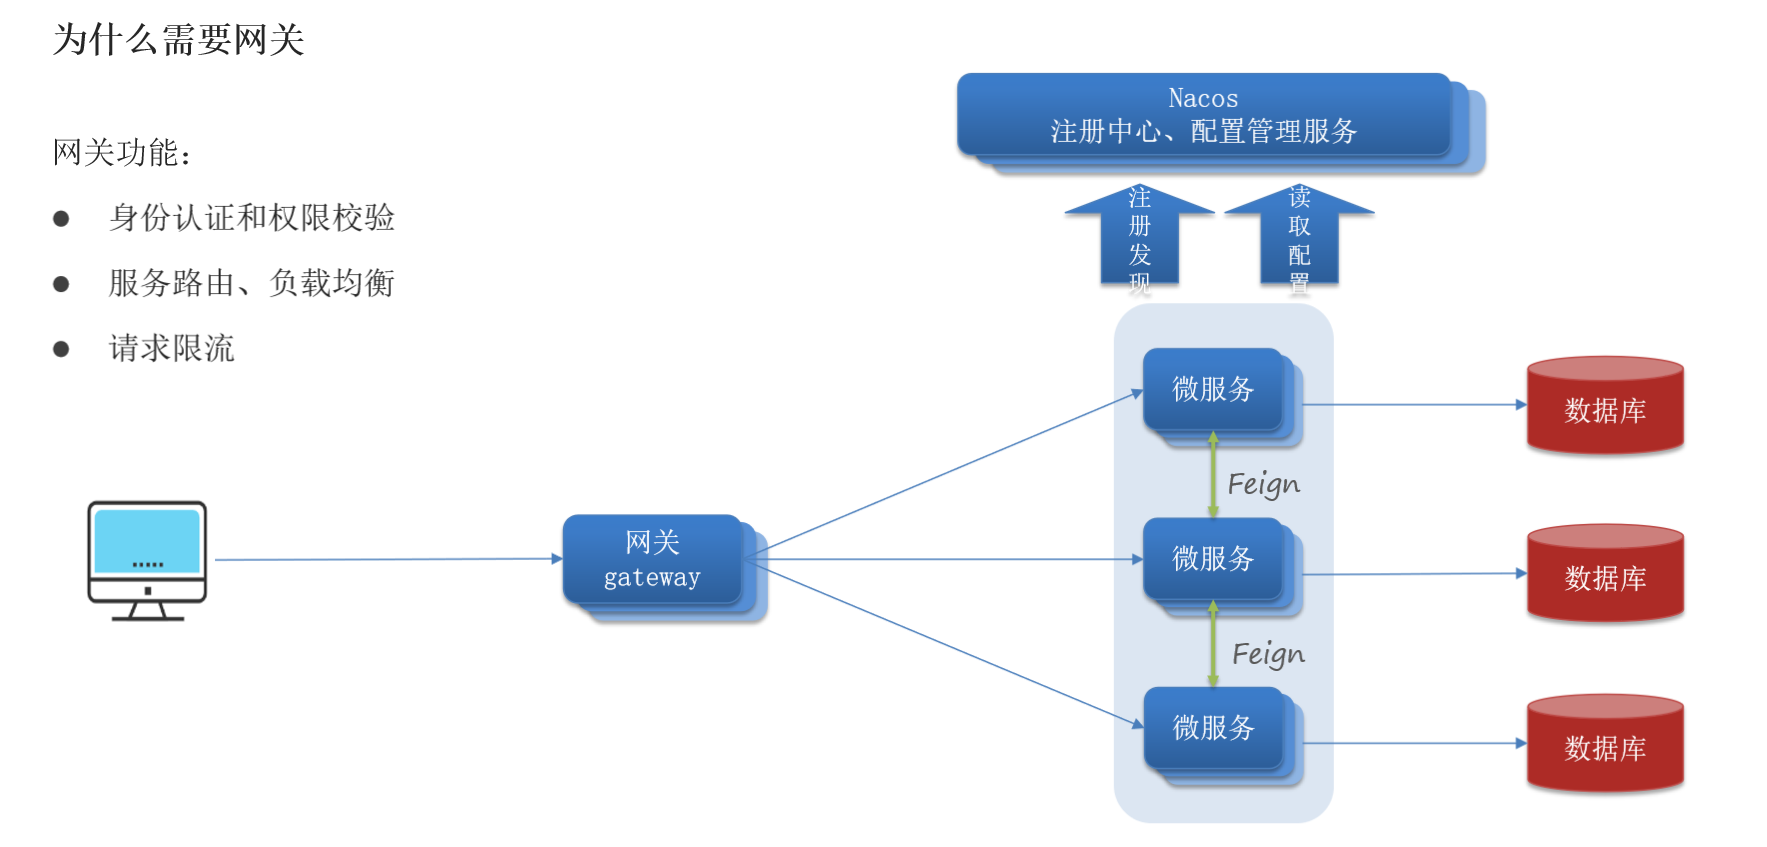 为什么需要网关
网关功能：
● 身份认证和权限校验
● 服务路由、负载均衡
● 请求限流
Nacos
注册中心、配置管理服务
注册发现
读取配置
微服务
数据库
Feign
网关
gateway
微服务
数据库
Feign
微服务
数据库